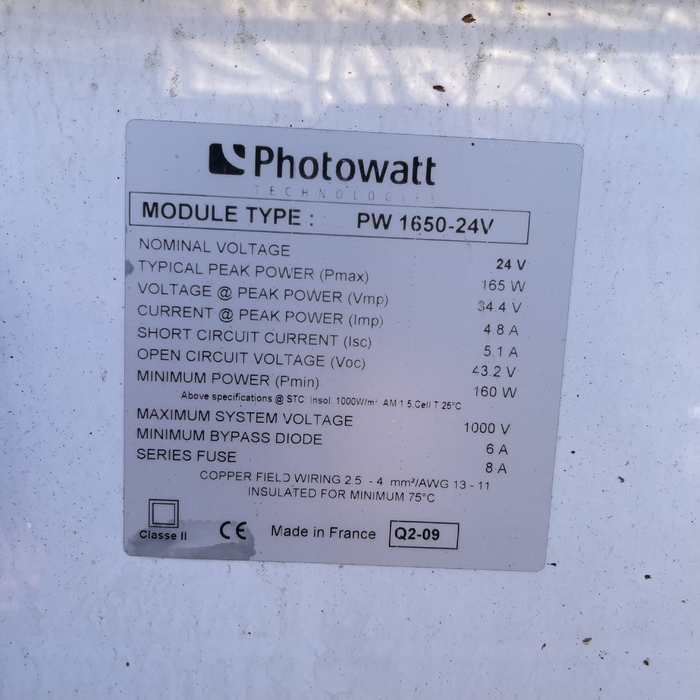 Photowatt
TECHNOLOGIES
MODULE TYPE : PW 1650-24V
NOMINAL VOLTAGE 24 V
TYPICAL PEAK POWER (Pmax) 165 W
VOLTAGE @ PEAK POWER (Vmp) 34.4 V
CURRENT @ PEAK POWER (Imp) 4.8 A
SHORT CIRCUIT CURRENT (Isc) 5,1 A
OPEN CIRCUIT VOLTAGE (Voc) 43.2 V
MINIMUM POWER (Pmin) 160 W
Above specifications @ STC: Insol. 1000W/m² AM 1.5.Cell T 25°C
MAXIMUM SYSTEM VOLTAGE 1000 V
MINIMUM BYPASS DIODE 6 A
SERIES FUSE 8 A
COPPER FIELD WIRING 2.5 - 4 mm²/AWG 13 - 11
INSULATED FOR MINIMUM 75°C
Classe II CE Made in France Q2-09